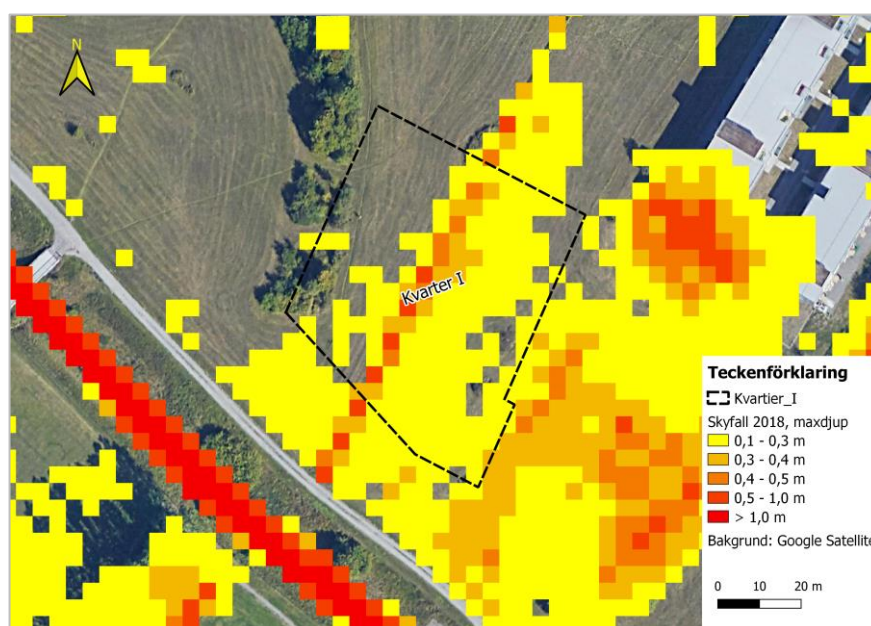 N
Kvarter I
Teckenförklaring
Kvartier_I
Skyfall 2018, maxdjup
0,1 - 0,3 m
0,3 - 0,4 m
0,4 - 0,5 m
0,5 - 1,0 m
> 1,0 m
Bakgrund: Google Satellite
0 10 20 m